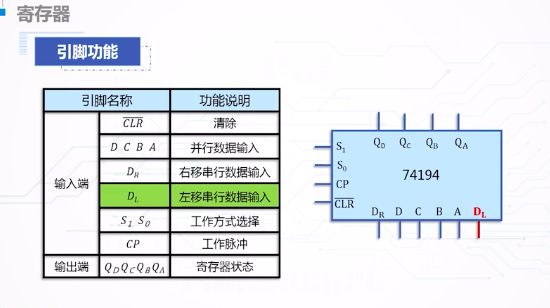 寄存器
引脚功能
引脚名称 功能说明
输入端
CLR 清除
D C B A 并行数据输入
D_R 右移串行数据输入
D_L 左移串行数据输入
S_1 S_0 工作方式选择
CP 工作脉冲
输出端 Q_D Q_C Q_B Q_A 寄存器状态
Q_D Q_C Q_B Q_A
S_1
S_0
CP
CLR
74194
D_R D C B A D_L